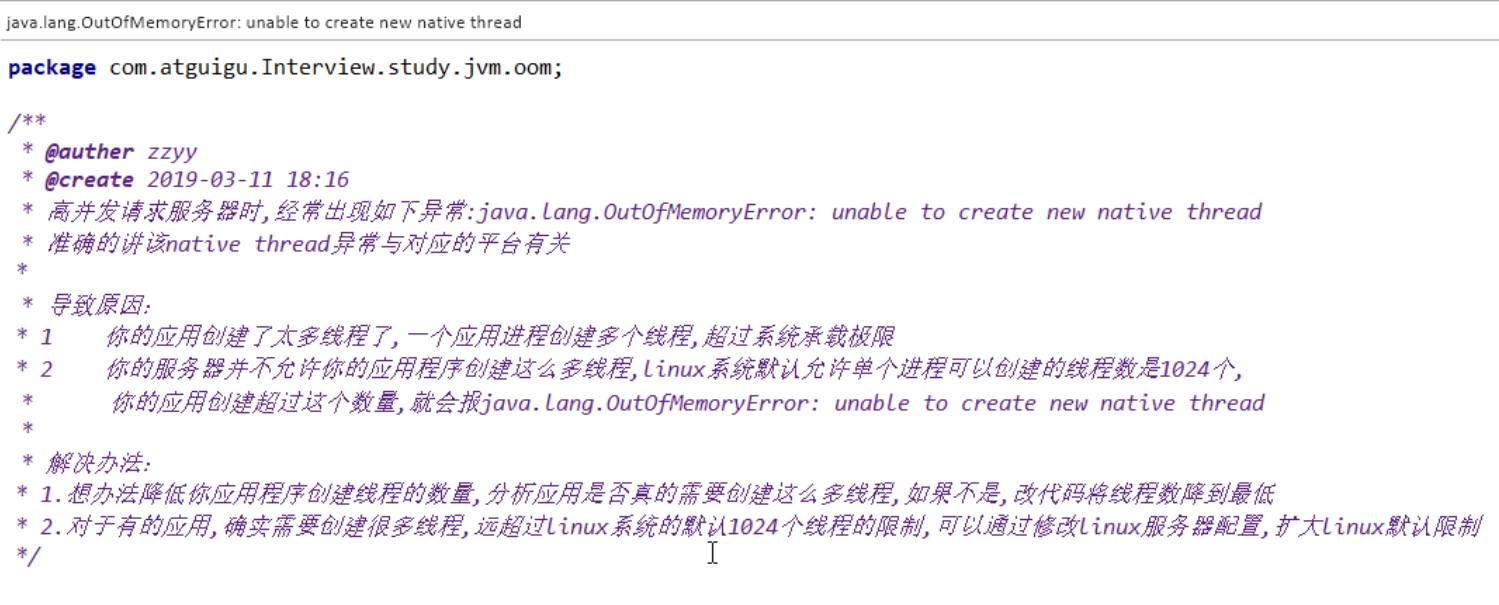 java.lang.OutOfMemoryError: unable to create new native thread
package com.atguigu.Interview.study.jvm.oom;
/**
* @auther zzyy
* @create 2019-03-11 18:16
* 高并发请求服务器时,经常出现如下异常:java.lang.OutOfMemoryError: unable to create new native thread
* 准确的讲该native thread异常与对应的平台有关
*
* 导致原因:
* 1 你的应用创建了太多线程了,一个应用进程创建多个线程,超过系统承载极限
* 2 你的服务器并不允许你的应用程序创建这么多线程,linux系统默认允许单个进程可以创建的线程数是1024个,
* 你的应用创建超过这个数量,就会报java.lang.OutOfMemoryError: unable to create new native thread
*
* 解决办法:
* 1.想办法降低你应用程序创建线程的数量,分析应用是否真的需要创建这么多线程,如果不是,改代码将线程数降到最低
* 2.对于有的应用,确实需要创建很多线程,远超过linux系统的默认1024个线程的限制,可以通过修改linux服务器配置,扩大linux默认限制
*/